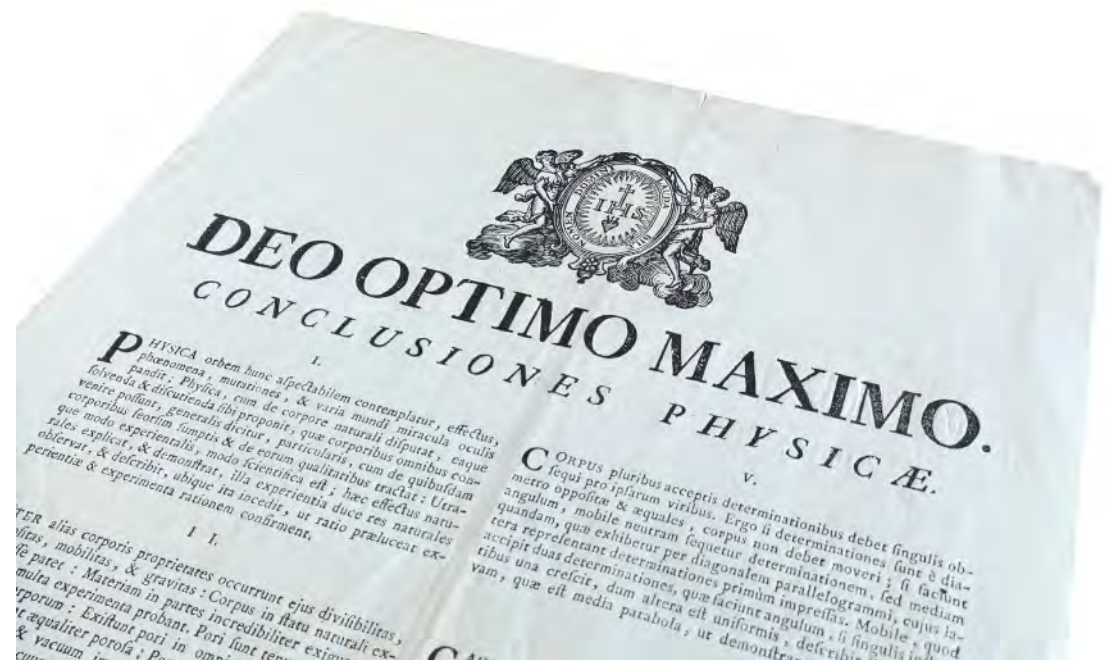 NOMEN
IHS
DEO OPTIMO MAXIMO.
CONCLUSIONES PHYSICÆ.
I.
PHYSICA orbem hunc aſpectabilem contemplatur, effectus,
phœnomena, mutationes, & varia mundi miracula oculis
pandit; Phyſica, cum de corpore naturali diſputat, eaque
ſolvenda & diſcutienda ſibi proponit, quæ corporibus omnibus con-
venire poſſunt, generalis dicitur, particularis, cum de quibuſdam
corporibus ſeorſim ſumptis & de eorum qualitatibus tractat: Utra-
que modo experientalis, modo ſcientifica eſt; hæc effectus natu-
rales explicat, & demonſtrat, illa experientia duce res naturales
obſervat, & deſcribit, ubique ita incedit, ut ratio præluceat ex-
perientiæ & experimenta rationem confirment.
II.
alias corporis proprietates occurrunt ejus diviſibilitas,
mobilitas, & gravitas: Corpus in ſtatu naturali ex-
patet: Materiam in partes incredibiliter
multa experimenta probant. Pori ſunt
Exiſtunt pori in
æqualiter poroſa;
& vacuum
V.
CORPUS pluribus acceptis determinationibus debet ſingulis ob-
ſequi pro ipſarum viribus. Ergo ſi determinationes ſunt è dia-
metro oppoſitæ & æquales, corpus non debet moveri; ſi faciunt
angulum, mobile neutram ſequetur determinationem, ſed mediam
quandam, quæ exhibetur per diagonalem parallelogrammi, cujus la-
tera repreſentant determinationes primùm impreſſas. Mobile, quod
accipit duas determinationes, quæ faciunt angulum, ſi ſingulis
tibus una creſcit, dum altera eſt uniformis, deſcribit
vam, quæ eſt media parabola, ut